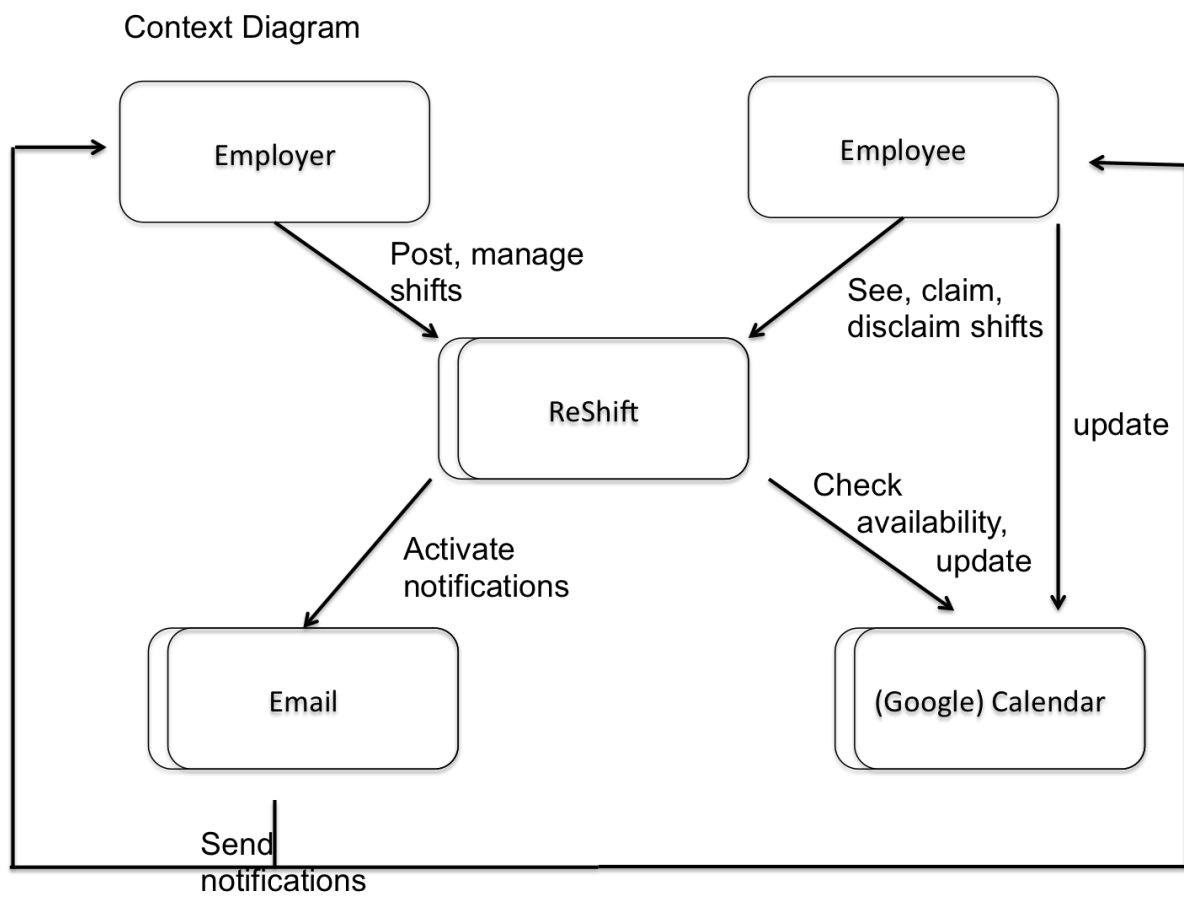 Context Diagram
Employer
Employee
Post, manage
shifts
See, claim,
disclaim shifts
ReShift
update
Check
availability,
update
Activate
notifications
Email
(Google) Calendar
Send
notifications